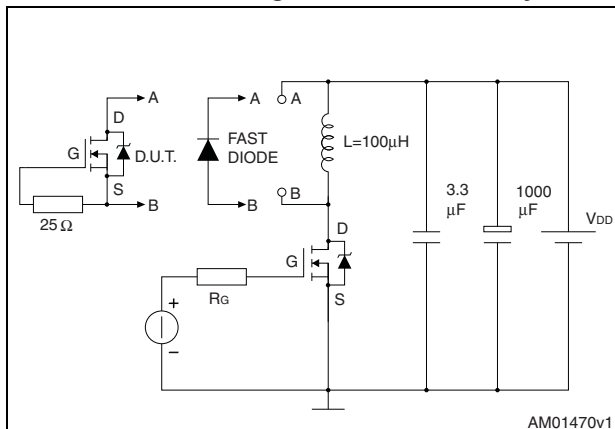 A
A
A
D
G
D.U.T.
FAST
DIODE
L=100µH
S
B
B
B
25 Ω
3.3
µF
1000
µF
VDD
D
G
RG
S
+
−
AM01470v1